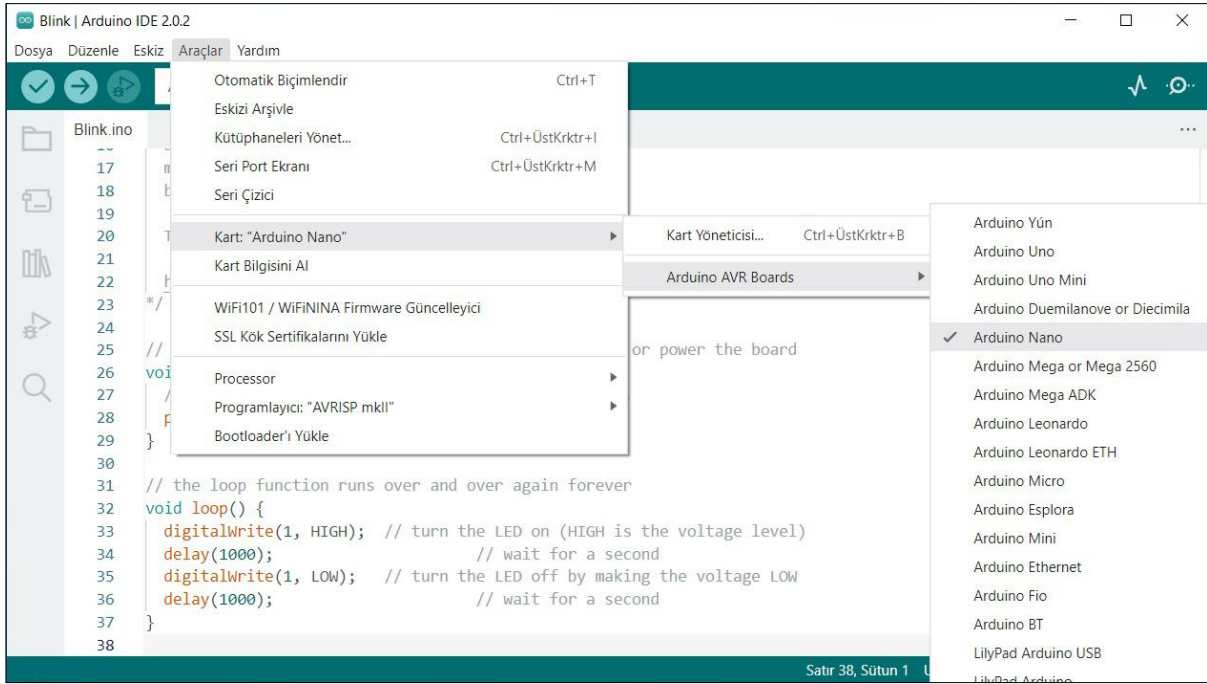 Blink | Arduino IDE 2.0.2
Dosya Düzenle Eskiz Araçlar Yardım
Otomatik Biçimlendir Ctrl+T
Eskizi Arşivle
Kütüphaneleri Yönet... Ctrl+ÜstKrktr+I
Seri Port Ekranı Ctrl+ÜstKrktr+M
Seri Çizici
Kart: "Arduino Nano"
Kart Bilgisini Al
WiFi101 / WiFiNINA Firmware Güncelleyici
SSL Kök Sertifikalarını Yükle
Processor
Programlayıcı: "AVRISP mkII"
Bootloader'ı Yükle
Kart Yöneticisi... Ctrl+ÜstKrktr+B
Arduino AVR Boards
Arduino Yún
Arduino Uno
Arduino Uno Mini
Arduino Duemilanove or Diecimila
Arduino Nano
Arduino Mega or Mega 2560
Arduino Mega ADK
Arduino Leonardo
Arduino Leonardo ETH
Arduino Micro
Arduino Esplora
Arduino Mini
Arduino Ethernet
Arduino Fio
Arduino BT
LilyPad Arduino USB
LilyPad Arduino
Blink.ino
17
18
19
20
21
22
23 */
24
25 // or power the board
26 voi
27
28
29 }
30
31 // the loop function runs over and over again forever
32 void loop() {
33 digitalWrite(1, HIGH); // turn the LED on (HIGH is the voltage level)
34 delay(1000); // wait for a second
35 digitalWrite(1, LOW); // turn the LED off by making the voltage LOW
36 delay(1000); // wait for a second
37 }
38
Satır 38, Sütun 1